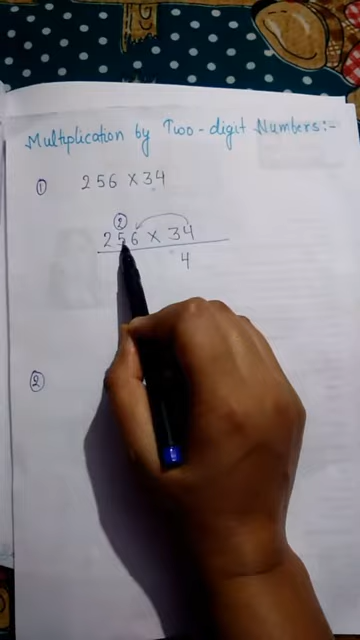 Multiplication by Two-digit Numbers:-
① 256 × 34
②
256 × 34
4
②